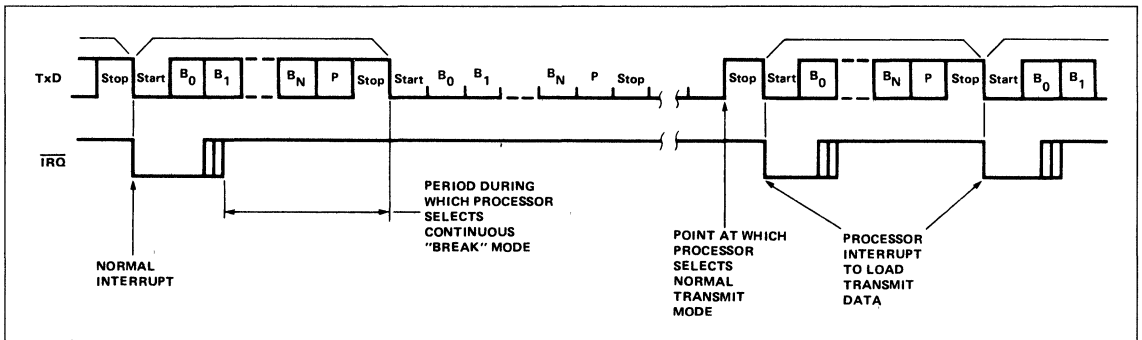 TxD Stop Start B0 B1 BN P Stop Start B0 B1 BN P Stop Stop Start B0 BN P Stop Start B0 B1
IRQ
NORMAL
INTERRUPT
PERIOD DURING
WHICH PROCESSOR
SELECTS
CONTINUOUS
"BREAK" MODE
POINT AT WHICH
PROCESSOR
SELECTS
NORMAL
TRANSMIT
MODE
PROCESSOR
INTERRUPT
TO LOAD
TRANSMIT
DATA